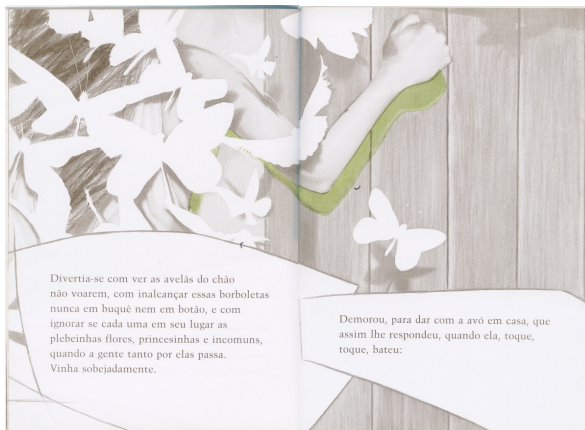 Divertia-se com ver as avelãs do chão
não voarem, com inalcançar essas borboletas
nunca em buquê nem em botão, e com
ignorar se cada uma em seu lugar as
plebeinhas flores, princesinhas e incomuns,
quando a gente tanto por elas passa.
Vinha sobejadamente.
Demorou, para dar com a avó em casa, que
assim lhe respondeu, quando ela, toque,
toque, bateu: